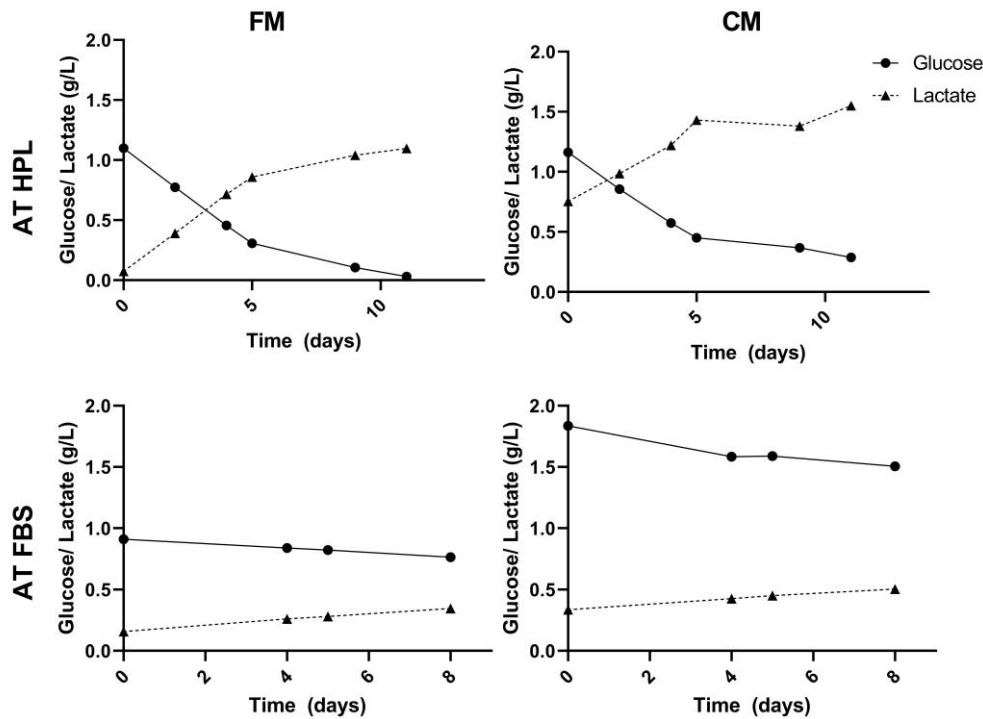 FM
CM
AT HPL
Glucose/ Lactate (g/L)
2.0
1.5
1.0
0.5
0.0
0
5
10
Time (days)
Glucose/ Lactate (g/L)
2.0
1.5
1.0
0.5
0.0
0
5
10
Time (days)
Glucose
Lactate
AT FBS
Glucose/ Lactate (g/L)
2.0
1.5
1.0
0.5
0.0
0
2
4
6
8
Time (days)
Glucose/ Lactate (g/L)
2.0
1.5
1.0
0.5
0.0
0
2
4
6
8
Time (days)